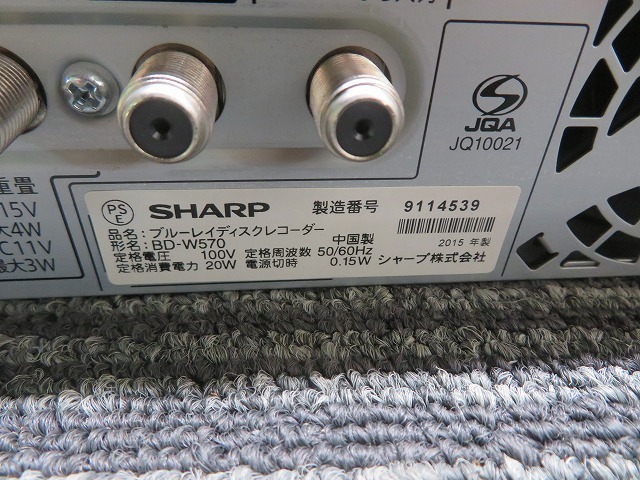 JQA
JQ10021
重畳
15V
大4W
C11V
最大3W
PSE SHARP 製造番号 9114539
品名: ブルーレイディスクレコーダー
形名: BD-W570 中国製 2015 年製
定格電圧 100V 定格周波数 50/60Hz
定格消費電力 20W 電源切時 0.15W シャープ株式会社